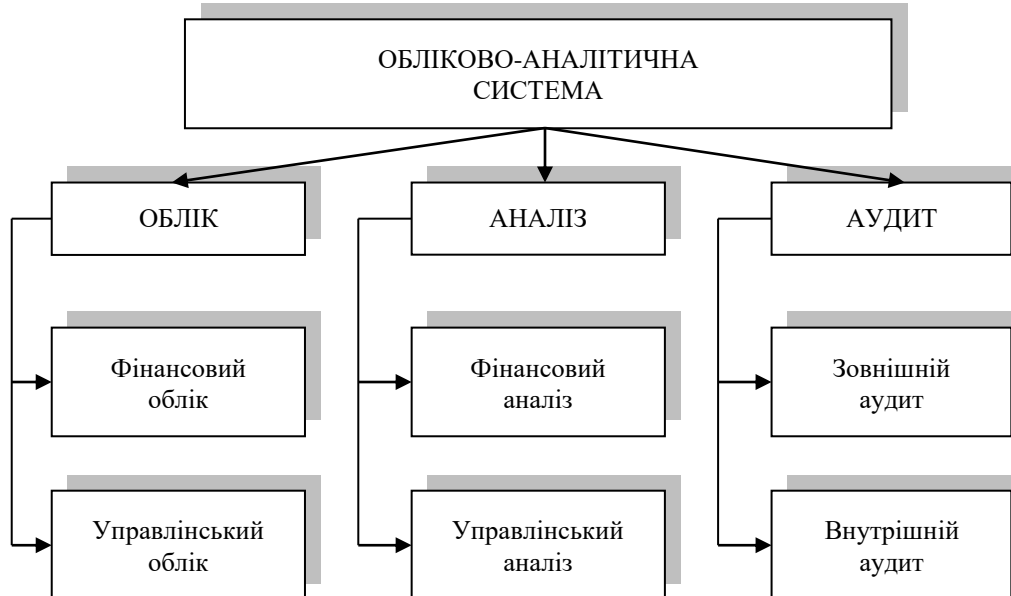 ОБЛІКОВО-АНАЛІТИЧНА
СИСТЕМА
ОБЛІК
АНАЛІЗ
АУДИТ
Фінансовий
облік
Фінансовий
аналіз
Зовнішній
аудит
Управлінський
облік
Управлінський
аналіз
Внутрішній
аудит